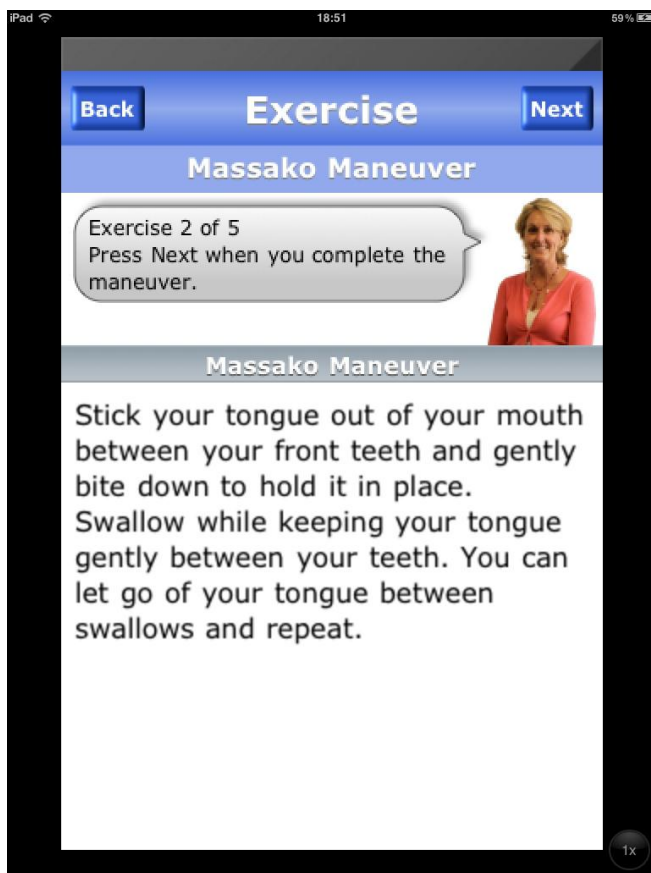 iPad 18:51 59%
Back Exercise Next
Massako Maneuver
Exercise 2 of 5
Press Next when you complete the
maneuver.
Massako Maneuver
Stick your tongue out of your mouth
between your front teeth and gently
bite down to hold it in place.
Swallow while keeping your tongue
gently between your teeth. You can
let go of your tongue between
swallows and repeat.
1x